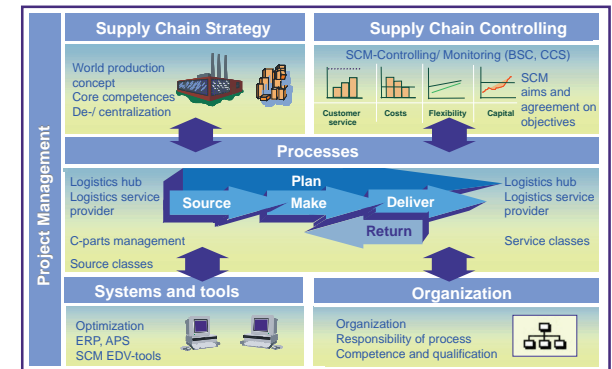 Project Management
Supply Chain Strategy
World production
concept
Core competences
De-/ centralization
Supply Chain Controlling
SCM-Controlling/ Monitoring (BSC, CCS)
Customer
service
Costs
Flexibility
Capital
SCM
aims and
agreement on
objectives
Processes
Logistics hub
Logistics service
provider
C-parts management
Source classes
Plan
Source
Make
Deliver
Return
Logistics hub
Logistics service
provider
Service classes
Systems and tools
Optimization
ERP, APS
SCM EDV-tools
Organization
Organization
Responsibility of process
Competence and qualification